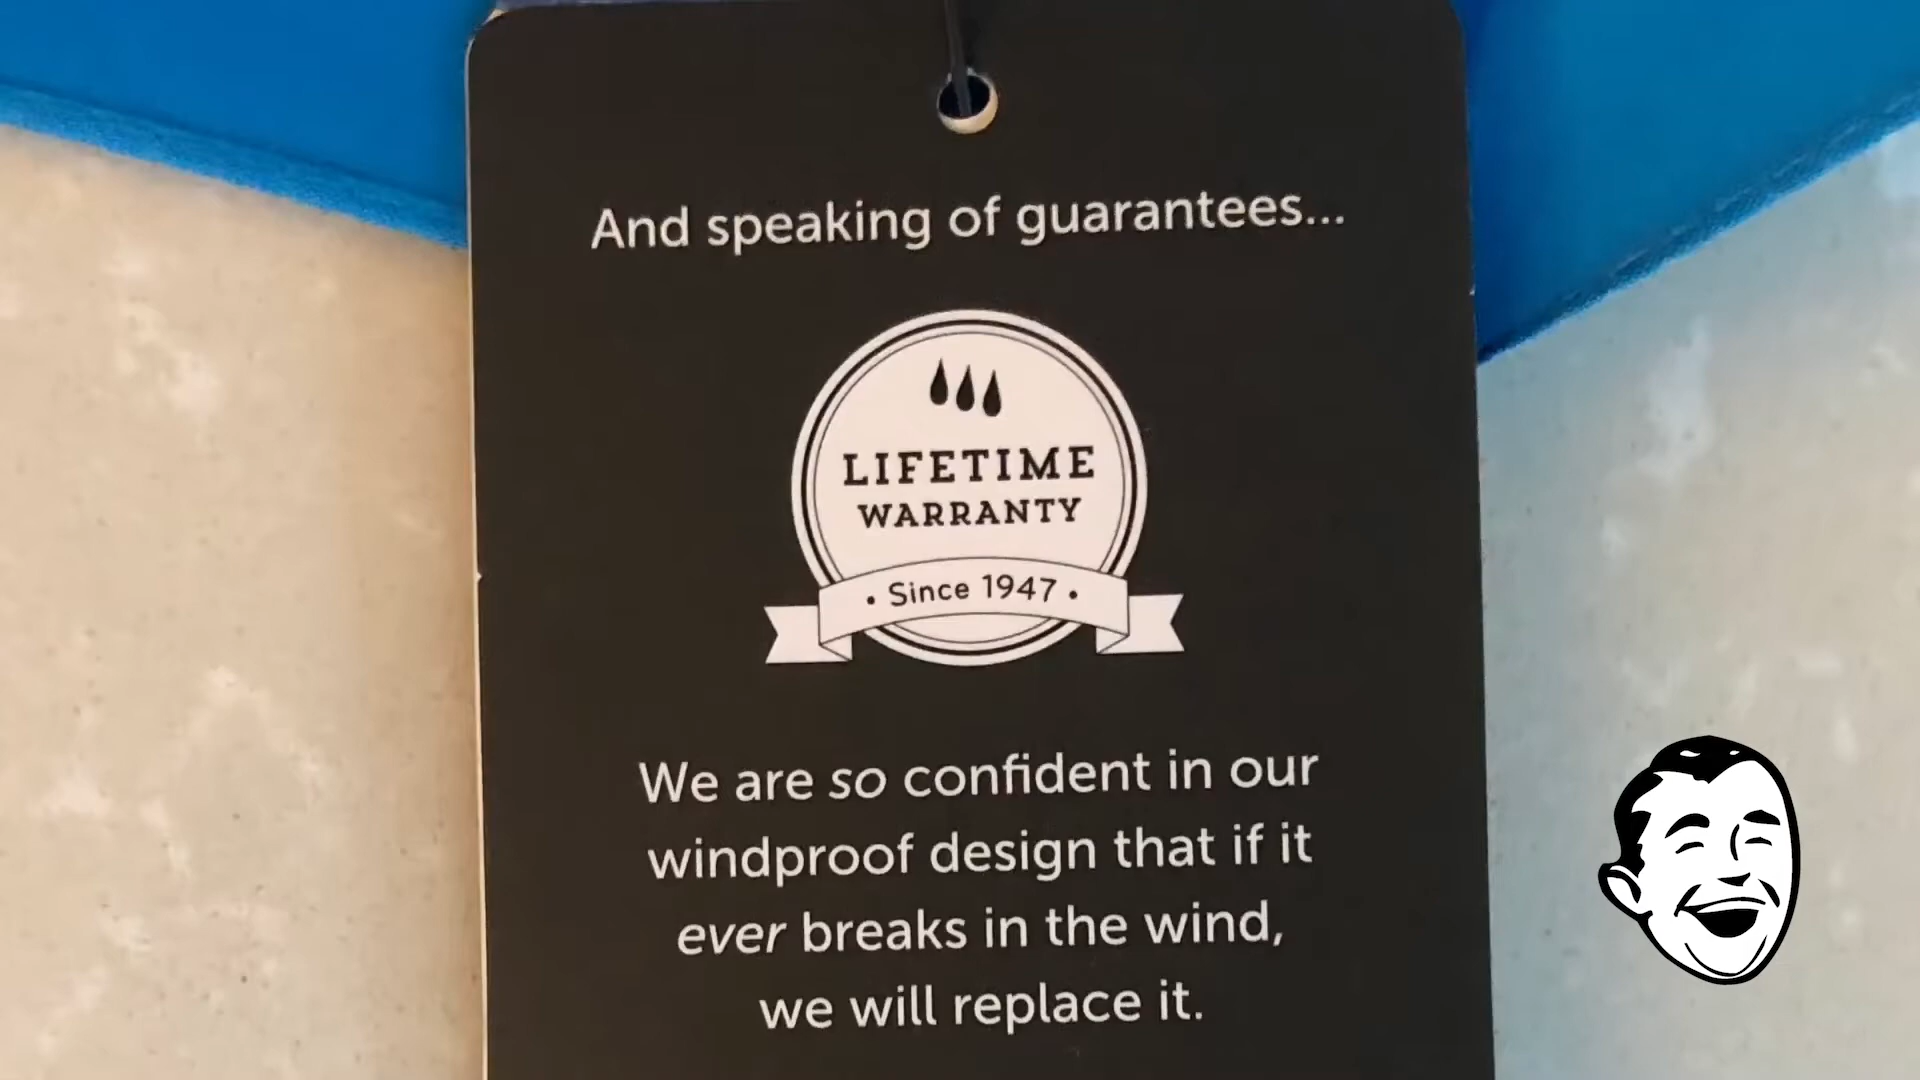 And speaking of guarantees...
LIFETIME
WARRANTY
• Since 1947 •
We are so confident in our
windproof design that if it
ever breaks in the wind,
we will replace it.